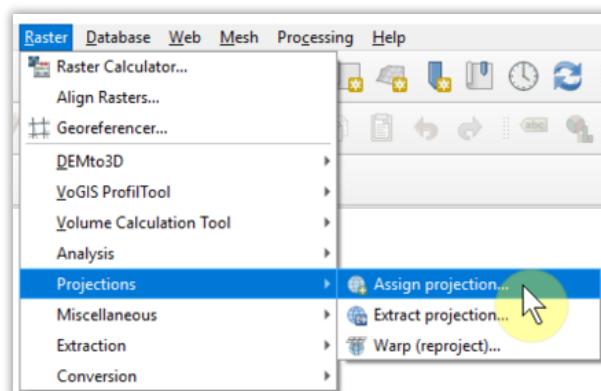 Raster Database Web Mesh Processing Help
Raster Calculator...
Align Rasters...
Georeferencer...
DEMto3D
VoGIS ProfilTool
Volume Calculation Tool
Analysis
Projections
Assign projection...
Miscellaneous
Extract projection...
Extraction
Warp (reproject)...
Conversion
abc